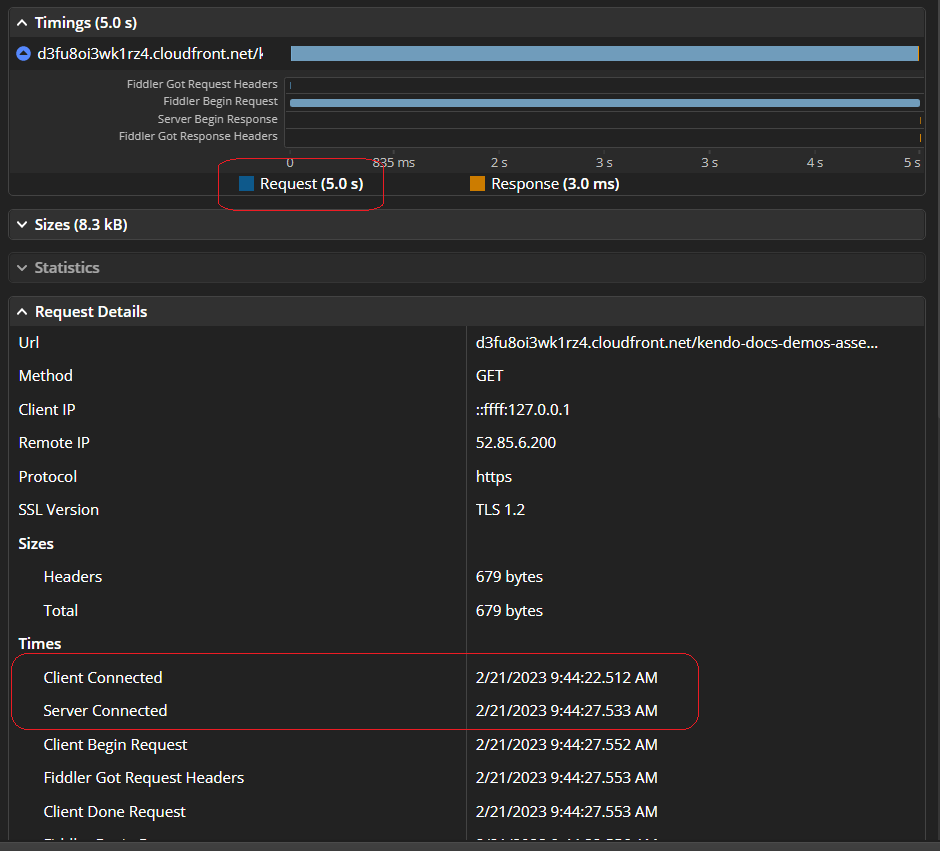 Timings (5.0 s)
d3fu8oi3wk1rz4.cloudfront.net/k
Fiddler Got Request Headers
Fiddler Begin Request
Server Begin Response
Fiddler Got Response Headers
0 835 ms 2 s 3 s 3 s 4 s 5 s
Request (5.0 s) Response (3.0 ms)
Sizes (8.3 kB)
Statistics
Request Details
Url d3fu8oi3wk1rz4.cloudfront.net/kendo-docs-demos-asse...
Method GET
Client IP ::ffff:127.0.0.1
Remote IP 52.85.6.200
Protocol https
SSL Version TLS 1.2
Sizes
Headers 679 bytes
Total 679 bytes
Times
Client Connected 2/21/2023 9:44:22.512 AM
Server Connected 2/21/2023 9:44:27.533 AM
Client Begin Request 2/21/2023 9:44:27.552 AM
Fiddler Got Request Headers 2/21/2023 9:44:27.553 AM
Client Done Request 2/21/2023 9:44:27.553 AM